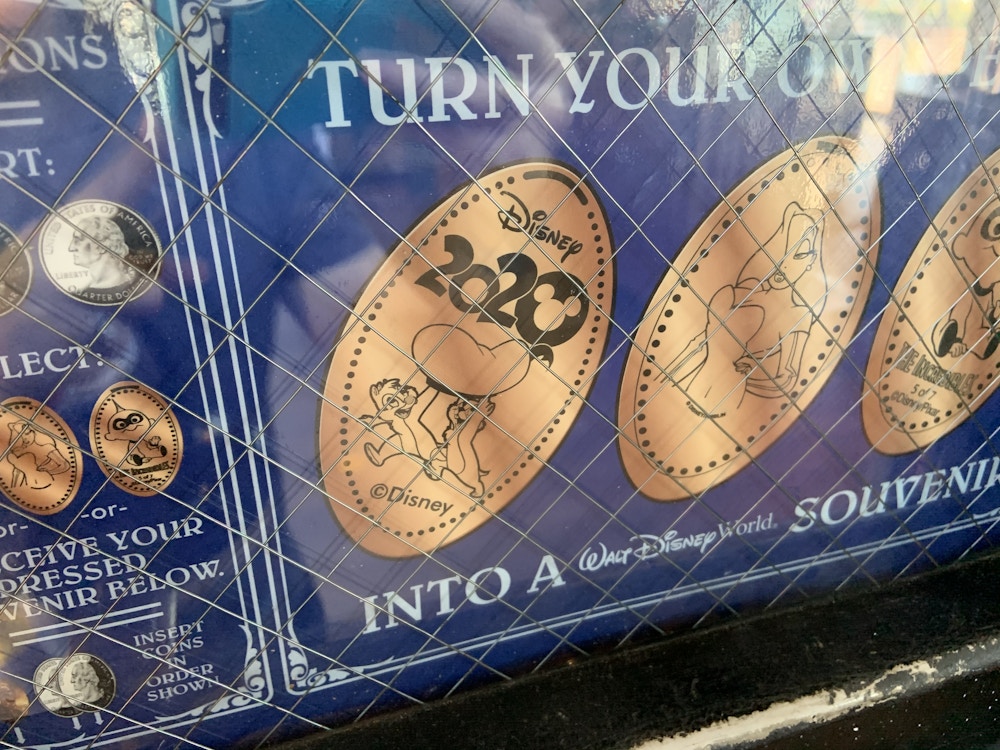 TURN YOUR OW
Disney
2020
©Disney
THE INCREDIBLES
5 of 7
©Disney/Pixar
INTO A Walt Disney World. SOUVENIR
ONS
RT:
UNITED STATES OF AMERICA
LIBERTY
QUARTER DOLLAR
LECT:
-or-
CEIVE YOUR
PRESSED
VENIR BELOW.
INSERT
COINS
IN
ORDER
SHOWN